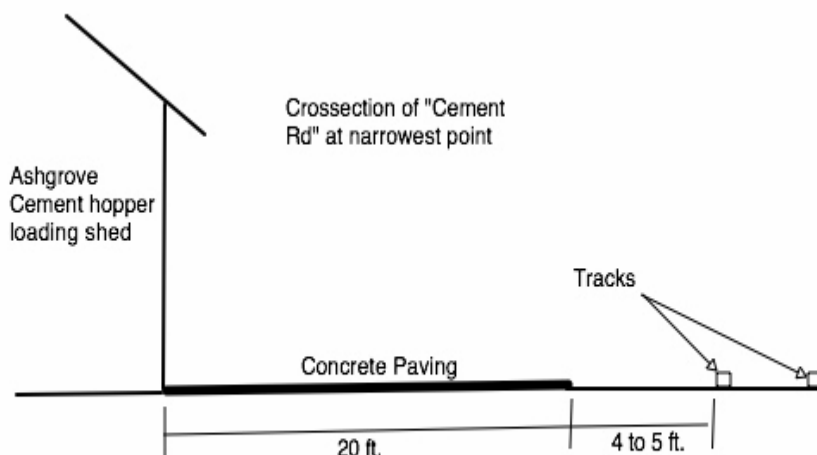 Crossection of "Cement
Rd" at narrowest point
Ashgrove
Cement hopper
loading shed
Tracks
Concrete Paving
20 ft.
4 to 5 ft.